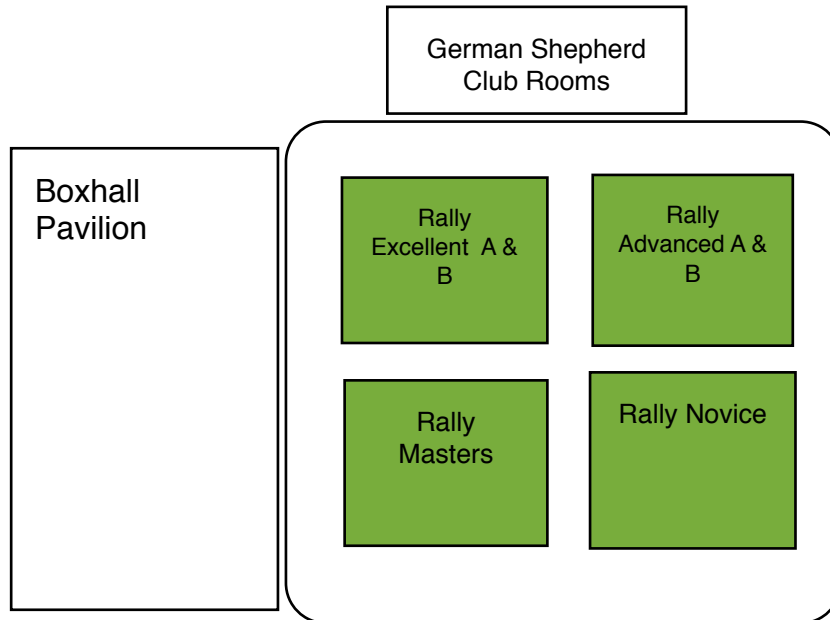 German Shepherd
Club Rooms
Boxhall
Pavilion
Rally
Excellent A &
B
Rally
Advanced A &
B
Rally
Masters
Rally Novice